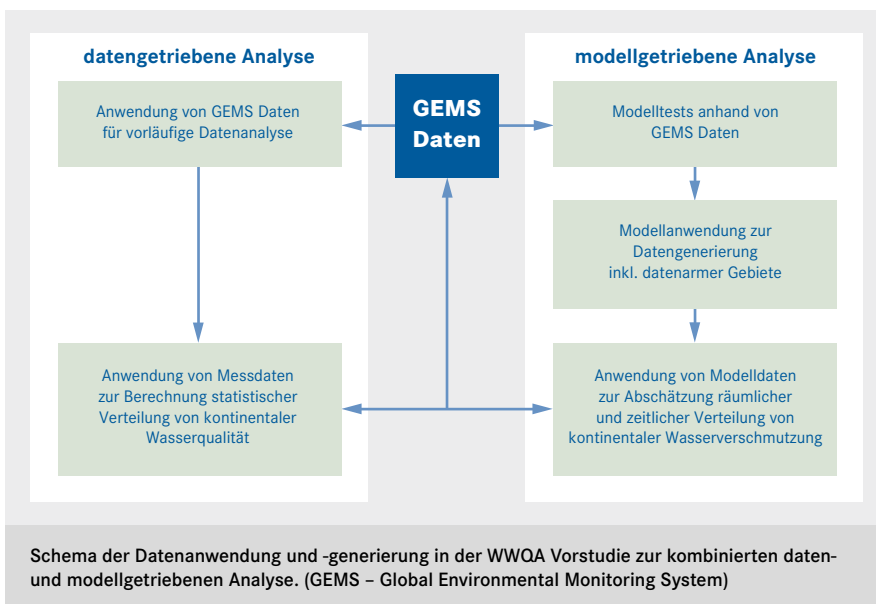 datengetriebene Analyse
Anwendung von GEMS Daten
für vorläufige Datenanalyse
Anwendung von Messdaten
zur Berechnung statistischer
Verteilung von kontinentaler
Wasserqualität
GEMS
Daten
modellgetriebene Analyse
Modelltests anhand von
GEMS Daten
Modellanwendung zur
Datengenerierung
inkl. datenarmer Gebiete
Anwendung von Modelldaten
zur Abschätzung räumlicher
und zeitlicher Verteilung von
kontinentaler Wasserverschmutzung
Schema der Datenanwendung und -generierung in der WWQA Vorstudie zur kombinierten daten-
und modellgetriebenen Analyse. (GEMS – Global Environmental Monitoring System)